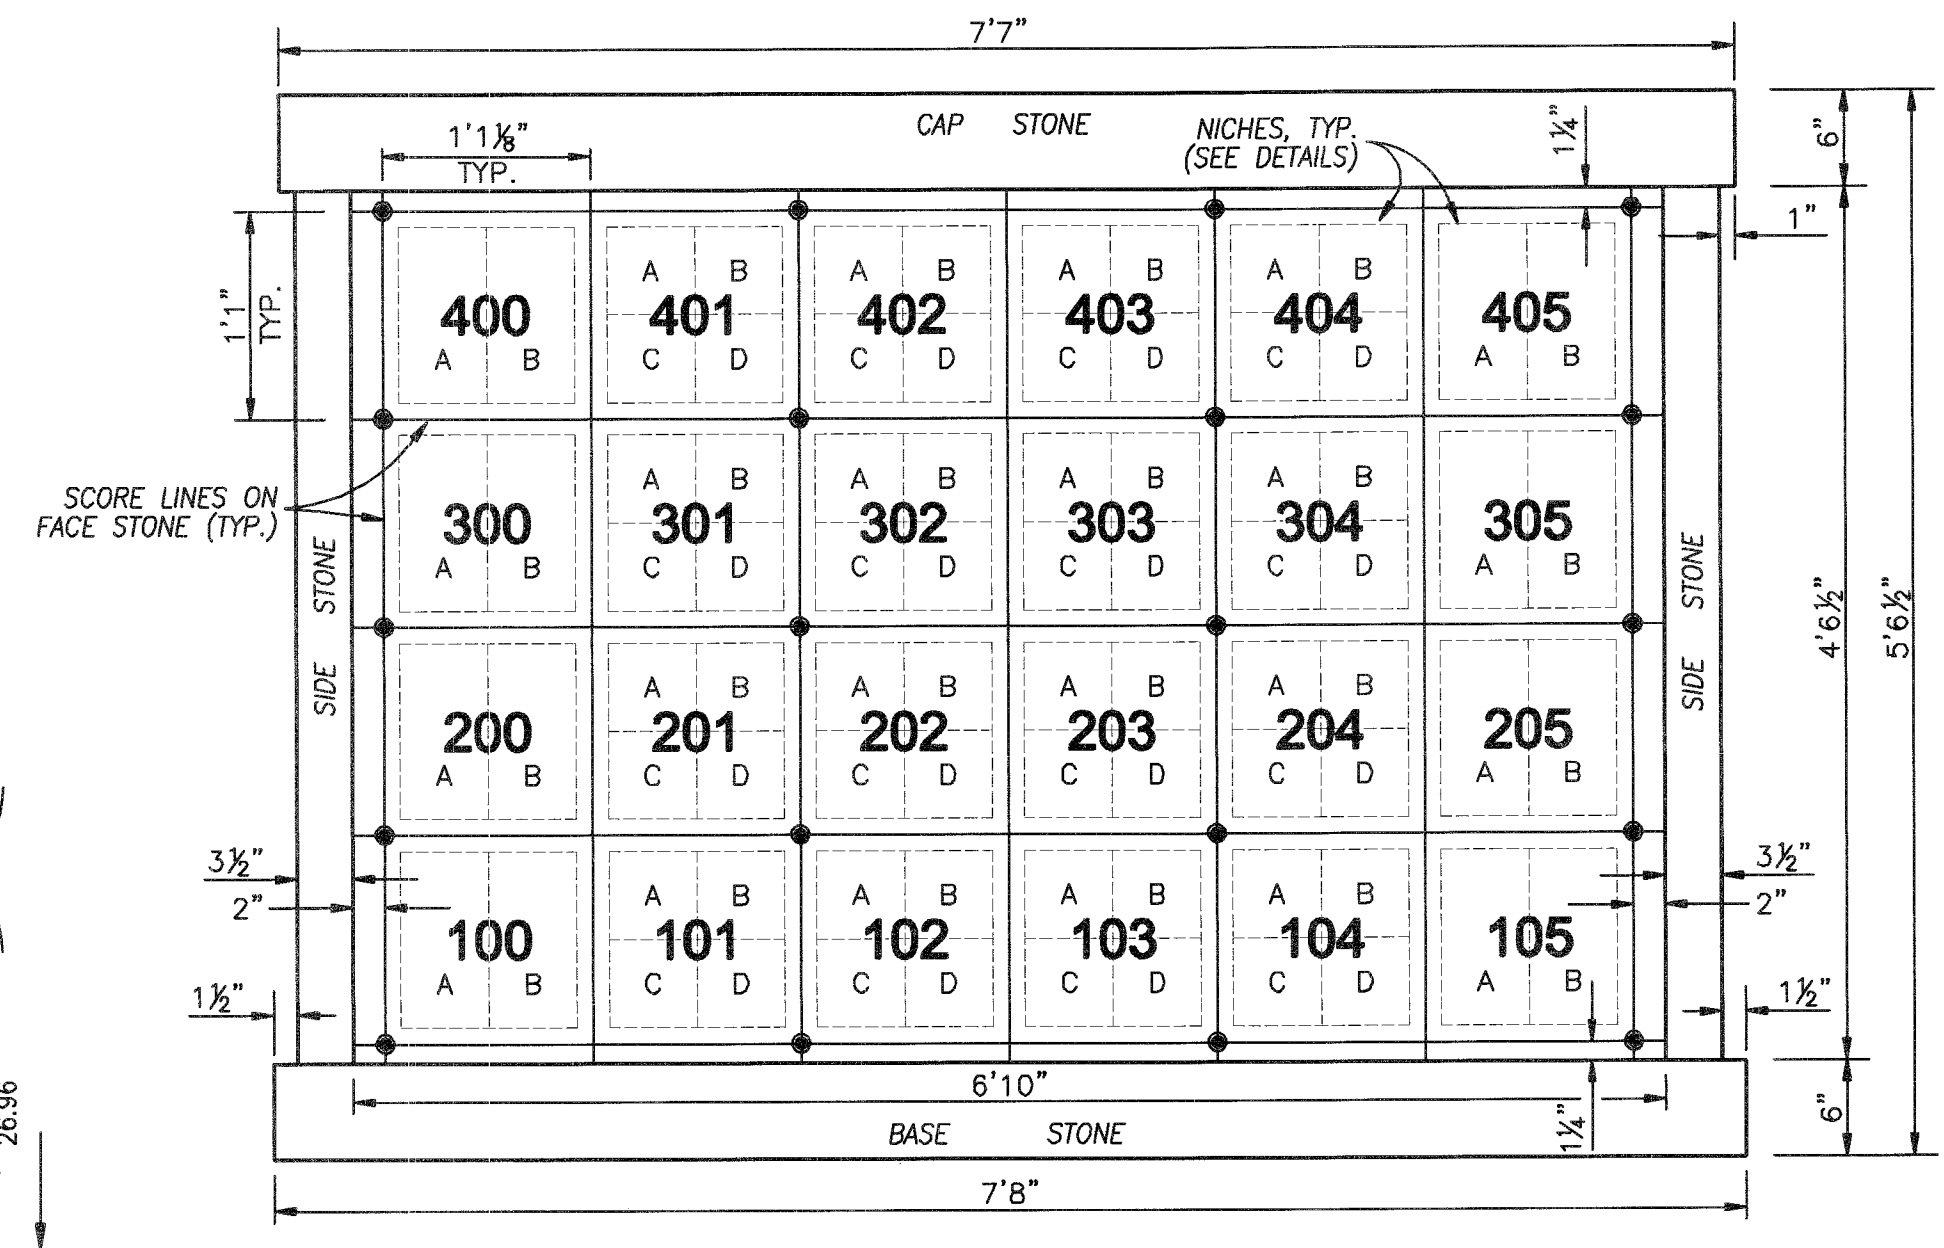 7'7"
CAP STONE
NICHES, TYP.
(SEE DETAILS)
1¼"
6"
1'1⅛"
TYP.
1"
1'1"
TYP.
A B A B A B A B
400 401 402 403 404 405
A B C D C D C D C D A B
SCORE LINES ON
FACE STONE (TYP.)
A B A B A B A B
300 301 302 303 304 305
A B C D C D C D C D A B
SIDE STONE
SIDE STONE
4'6½"
5'6½"
A B A B A B A B
200 201 202 203 204 205
A B C D C D C D C D A B
3½"
3½"
2"
2"
A B A B A B A B
100 101 102 103 104 105
A B C D C D C D C D A B
1½"
1½"
6'10"
1¼"
6"
BASE STONE
26.96
7'8"